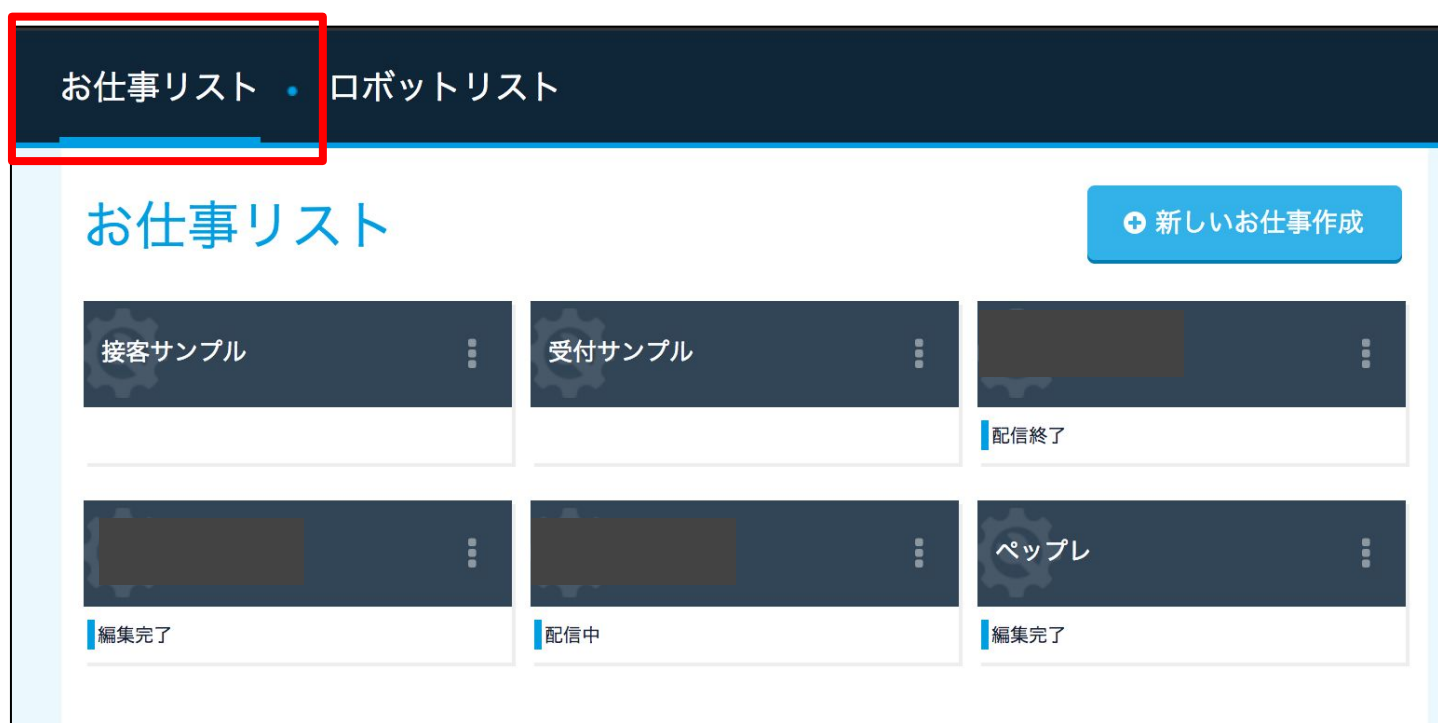 お仕事リスト ・ ロボットリスト
お仕事リスト
新しいお仕事作成
接客サンプル
受付サンプル
配信終了
ペップレ
編集完了
配信中
編集完了